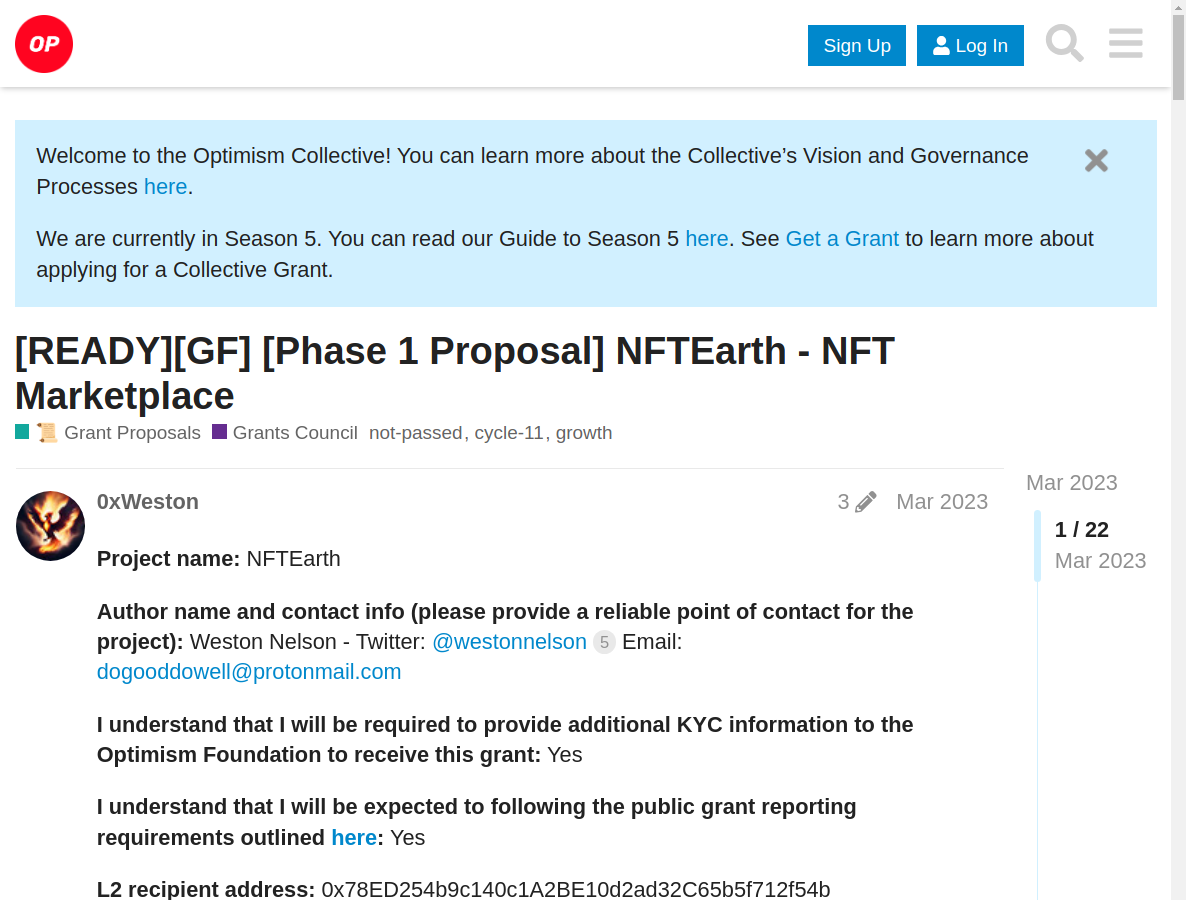 OP
Sign Up
Log In
Welcome to the Optimism Collective! You can learn more about the Collective’s Vision and Governance
Processes here.
We are currently in Season 5. You can read our Guide to Season 5 here. See Get a Grant to learn more about
applying for a Collective Grant.
[READY][GF] [Phase 1 Proposal] NFTEarth - NFT
Marketplace
Grant Proposals Grants Council not-passed, cycle-11, growth
0xWeston 3 Mar 2023
Mar 2023
1 / 22
Mar 2023
Project name: NFTEarth
Author name and contact info (please provide a reliable point of contact for the
project): Weston Nelson - Twitter: @westonnelson 5 Email:
dogooddowell@protonmail.com
I understand that I will be required to provide additional KYC information to the
Optimism Foundation to receive this grant: Yes
I understand that I will be expected to following the public grant reporting
requirements outlined here: Yes
L2 recipient address: 0x78ED254b9c140c1A2BE10d2ad32C65b5f712f54b